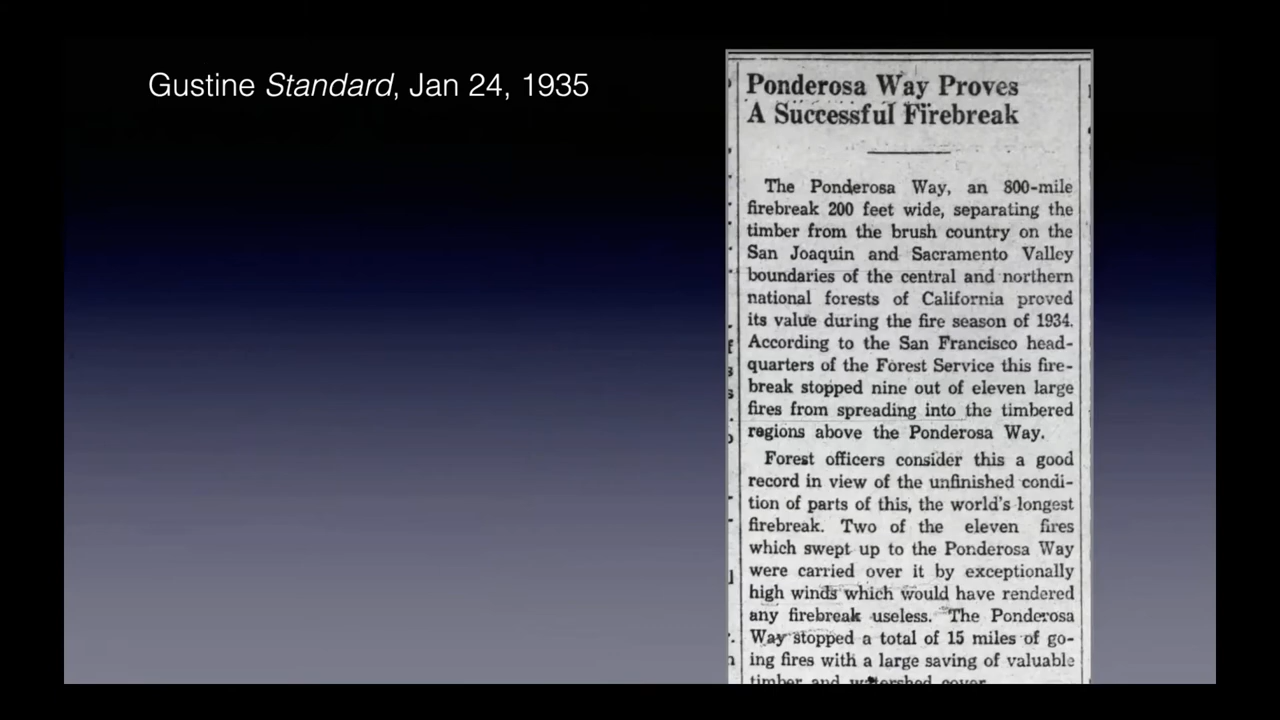 Gustine Standard, Jan 24, 1935
Ponderosa Way Proves
A Successful Firebreak
The Ponderosa Way, an 800-mile
firebreak 200 feet wide, separating the
timber from the brush country on the
San Joaquin and Sacramento Valley
boundaries of the central and northern
national forests of California proved
its value during the fire season of 1934.
According to the San Francisco head-
quarters of the Forest Service this fire-
break stopped nine out of eleven large
fires from spreading into the timbered
regions above the Ponderosa Way.
Forest officers consider this a good
record in view of the unfinished condi-
tion of parts of this, the world's longest
firebreak. Two of the eleven fires
which swept up to the Ponderosa Way
were carried over it by exceptionally
high winds which would have rendered
any firebreak useless. The Ponderosa
Way stopped a total of 15 miles of go-
ing fires with a large saving of valuable
timber and watershed cover.